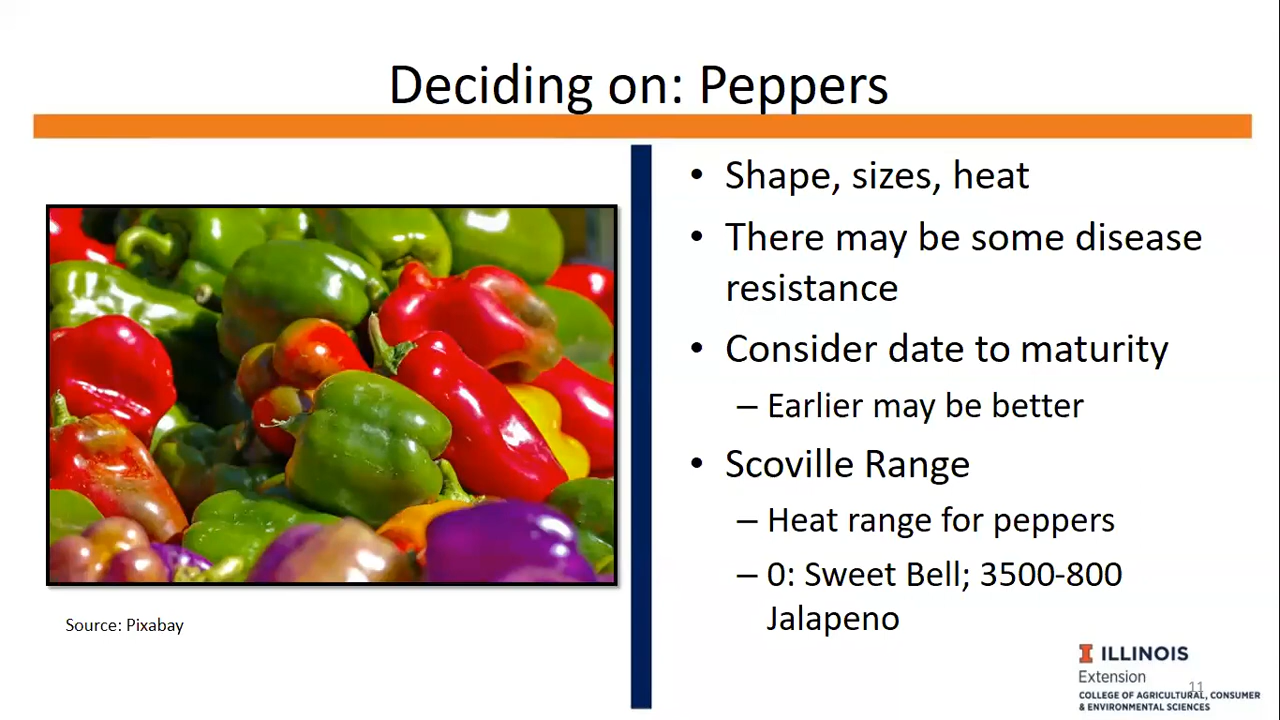 Deciding on: Peppers
• Shape, sizes, heat
• There may be some disease
resistance
• Consider date to maturity
– Earlier may be better
• Scoville Range
– Heat range for peppers
– 0: Sweet Bell; 3500-800
Jalapeno
Source: Pixabay
I ILLINOIS
Extension
11
COLLEGE OF AGRICULTURAL, CONSUMER
& ENVIRONMENTAL SCIENCES